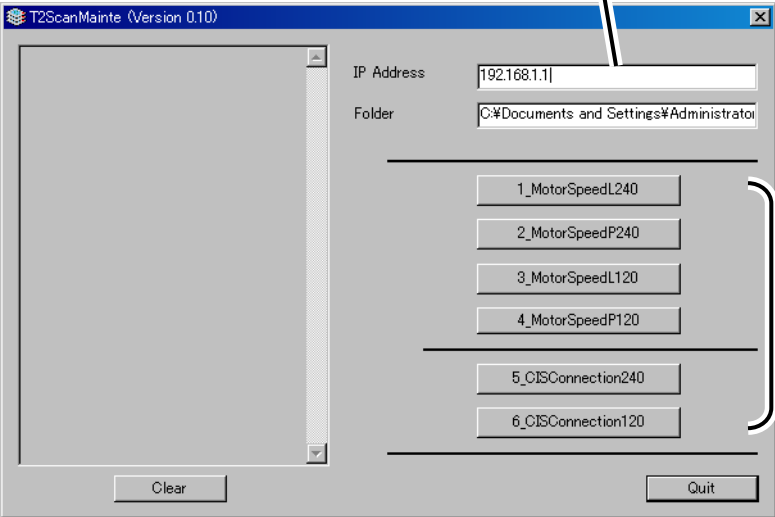 T2ScanMainte (Version 0.10)
IP Address
192.168.1.1
Folder
C:¥Documents and Settings¥Administrator
1_MotorSpeedL240
2_MotorSpeedP240
3_MotorSpeedL120
4_MotorSpeedP120
5_CISConnection240
6_CISConnection120
Clear
Quit